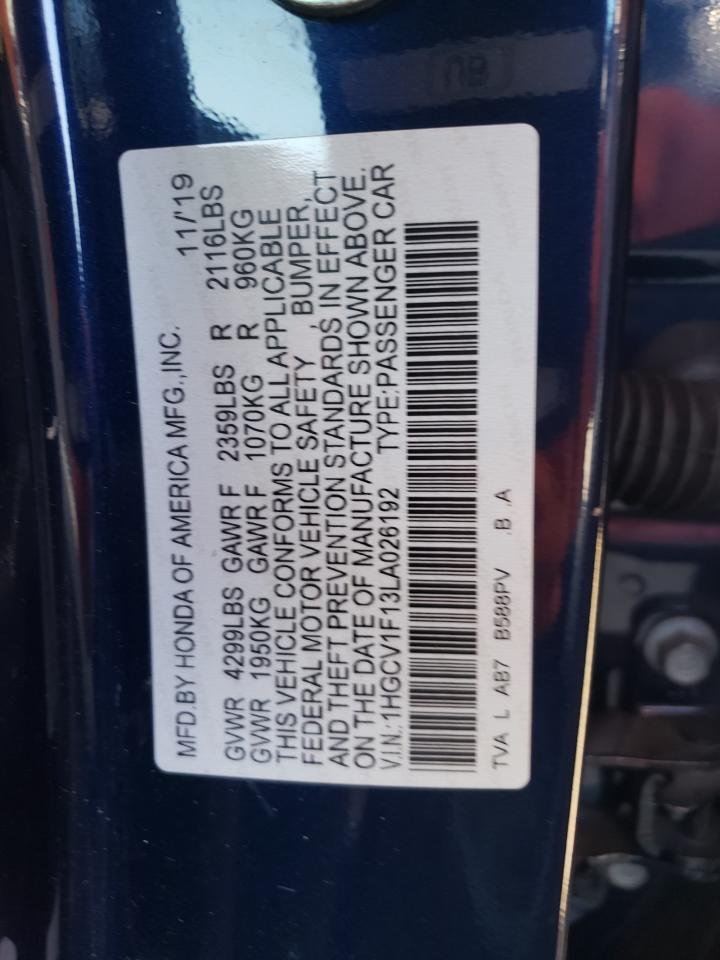 MFD.BY HONDA OF AMERICA MFG.,INC. 11/'19
GVWR 4299LBS GAWR F 2359LBS R 2116LBS
GVWR 1950KG GAWR F 1070KG R 960KG
THIS VEHICLE CONFORMS TO ALL APPLICABLE
FEDERAL MOTOR VEHICLE SAFETY, BUMPER,
AND THEFT PREVENTION STANDARDS IN EFFECT
ON THE DATE OF MANUFACTURE SHOWN ABOVE.
V.I.N.:1HGCV1F13LA026192 TYPE:PASSENGER CAR
TVA L AB7 B588PV .B .A